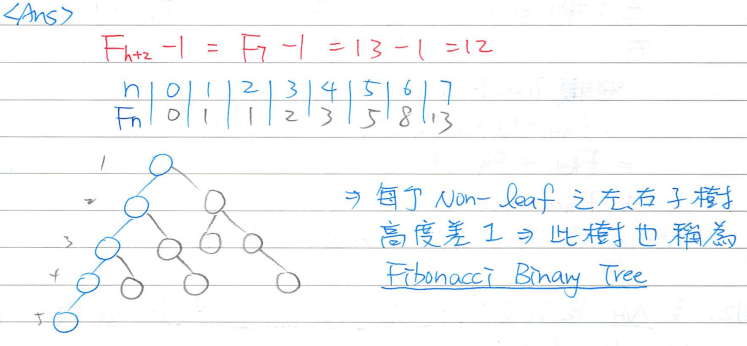 <Ans>
F_{h+2} - 1 = F_7 - 1 = 13 - 1 = 12
n | 0 | 1 | 2 | 3 | 4 | 5 | 6 | 7
Fn | 0 | 1 | 1 | 2 | 3 | 5 | 8 | 13
1
2
3
4
5
⇒ 每个 Non-leaf 之左右子樹
高度差 1 ⇒ 此樹也稱為
Fibonacci Binary Tree